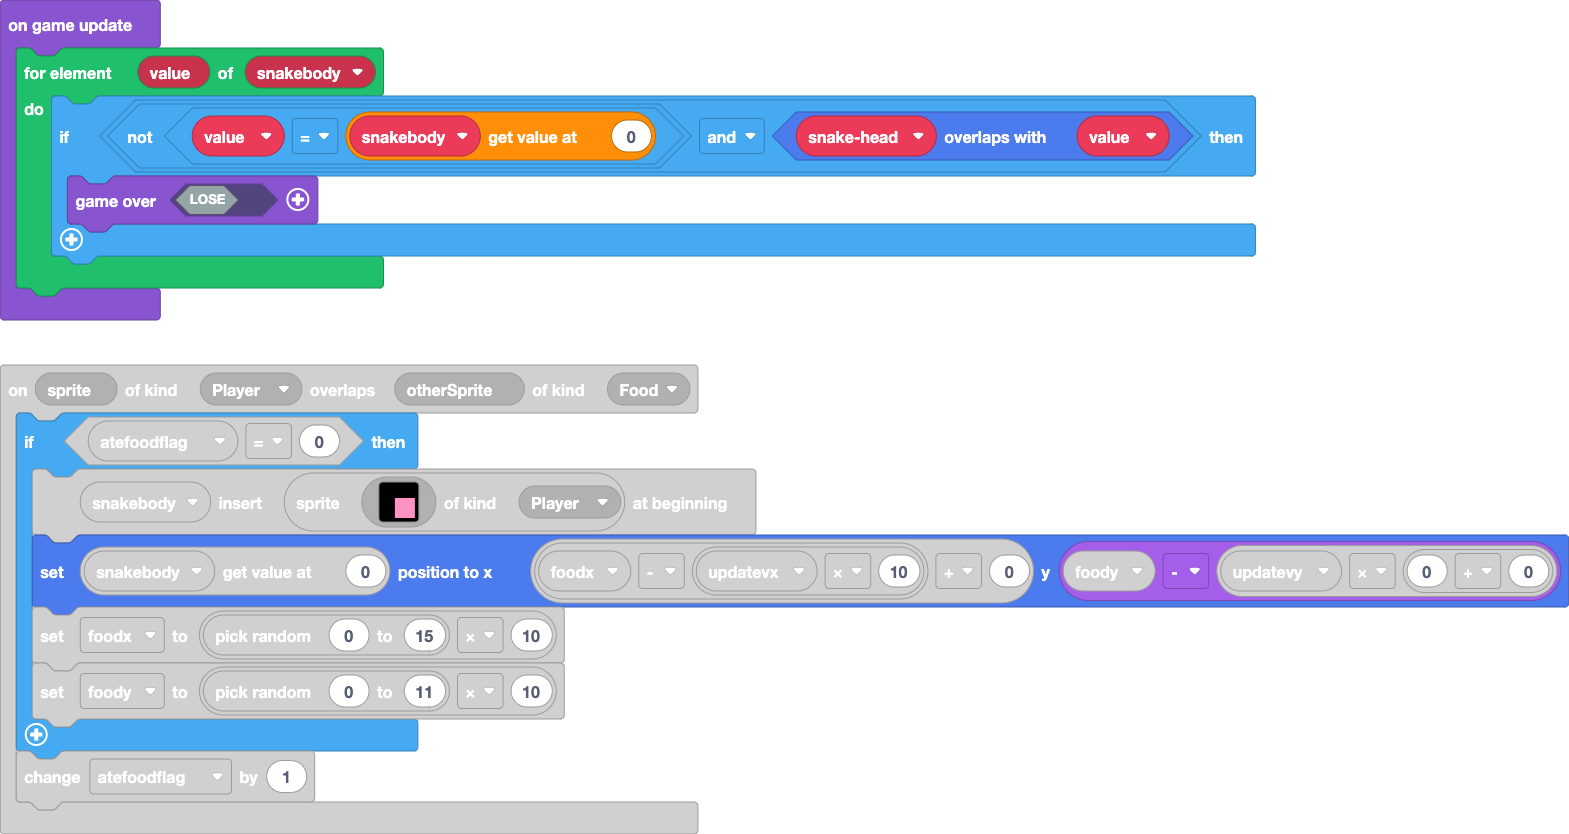 on game update
for element value of snakebody
do
if not value = snakebody get value at 0 and snake-head overlaps with value then
game over LOSE
on sprite of kind Player overlaps otherSprite of kind Food
if atefoodflag = 0 then
snakebody insert sprite of kind Player at beginning
set snakebody get value at 0 position to x foodx - updatevx × 10 + 0 y foody - updatevy × 0 + 0
set foodx to pick random 0 to 15 × 10
set foody to pick random 0 to 11 × 10
change atefoodflag by 1